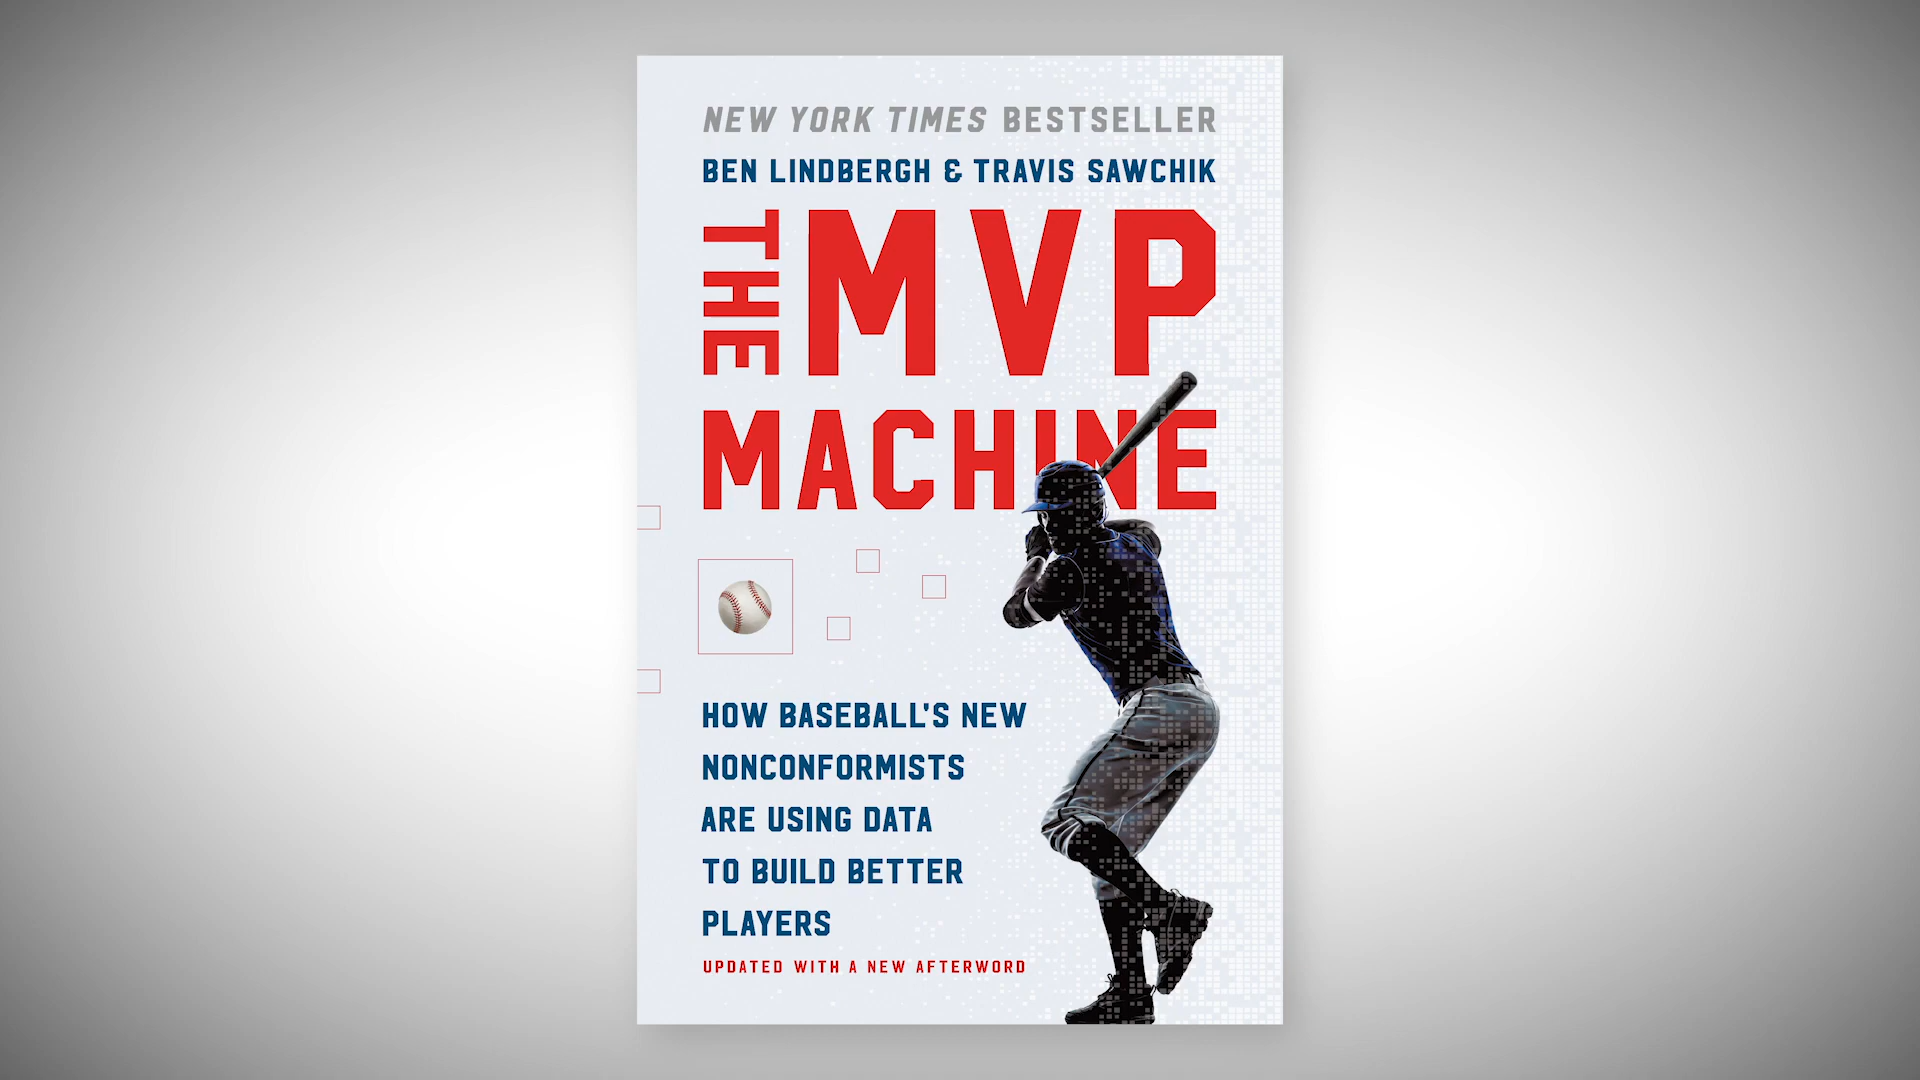 NEW YORK TIMES BESTSELLER
BEN LINDBERGH & TRAVIS SAWCHIK
THE MVP
MACHINE
HOW BASEBALL'S NEW
NONCONFORMISTS
ARE USING DATA
TO BUILD BETTER
PLAYERS
UPDATED WITH A NEW AFTERWORD